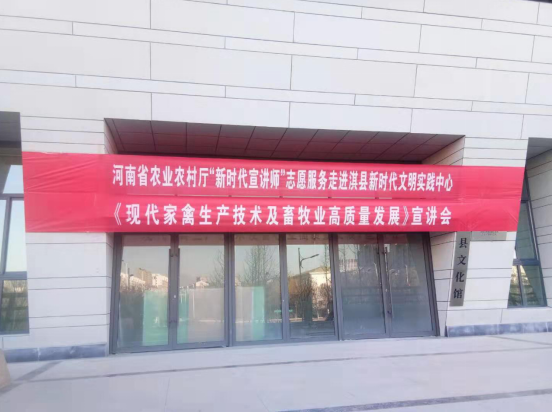 河南省农业农村厅“新时代宣讲师”志愿服务走进淇县新时代文明实践中心
《现代家禽生产技术及畜牧业高质量发展》宣讲会
县文化馆